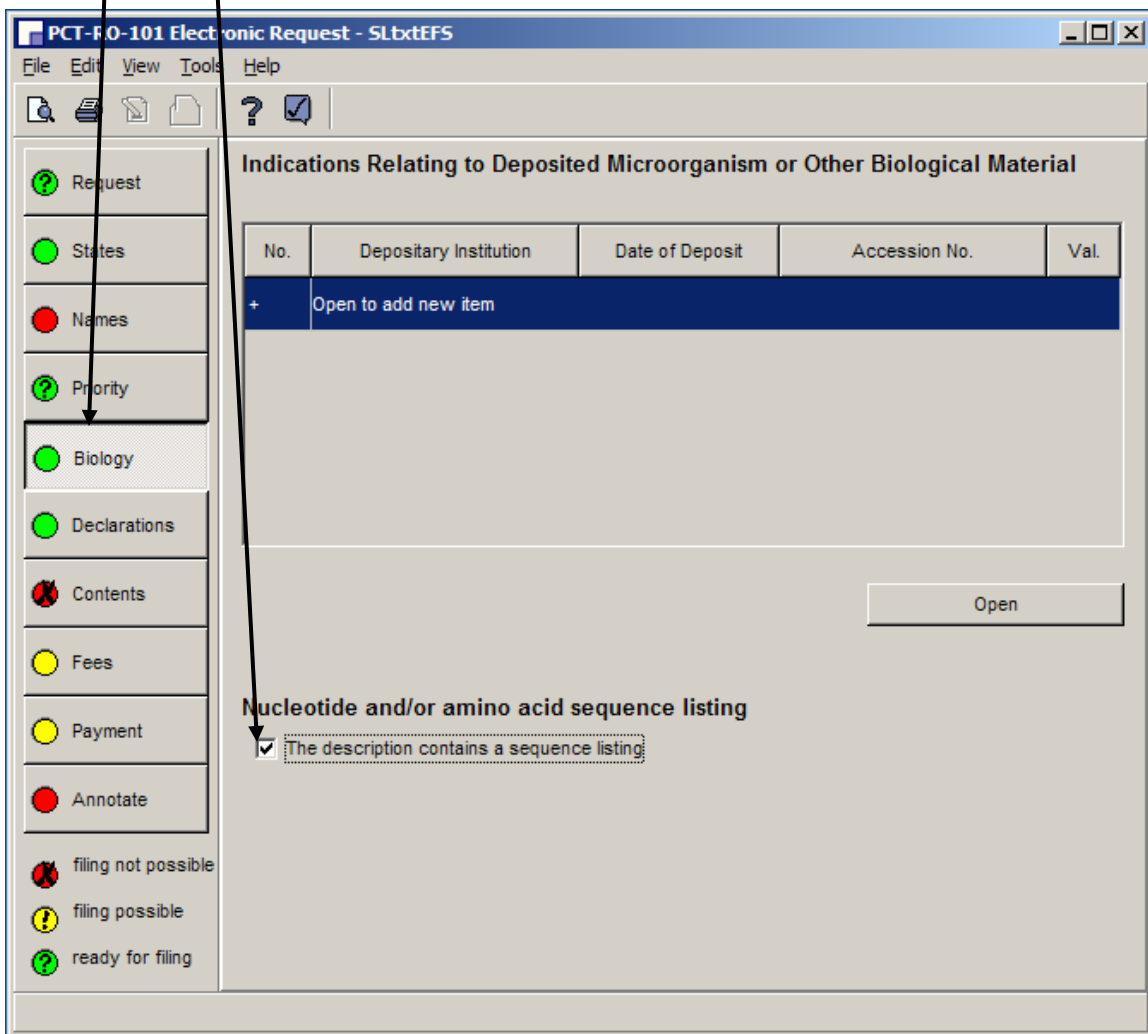 PCT-RO-101 Electronic Request - SLtxtEFS
File Edit View Tools Help
Request
States
Names
Priority
Biology
Declarations
Contents
Fees
Payment
Annotate
filing not possible
filing possible
ready for filing
Indications Relating to Deposited Microorganism or Other Biological Material
No. Depositary Institution Date of Deposit Accession No. Val.
+ Open to add new item
Open
Nucleotide and/or amino acid sequence listing
The description contains a sequence listing